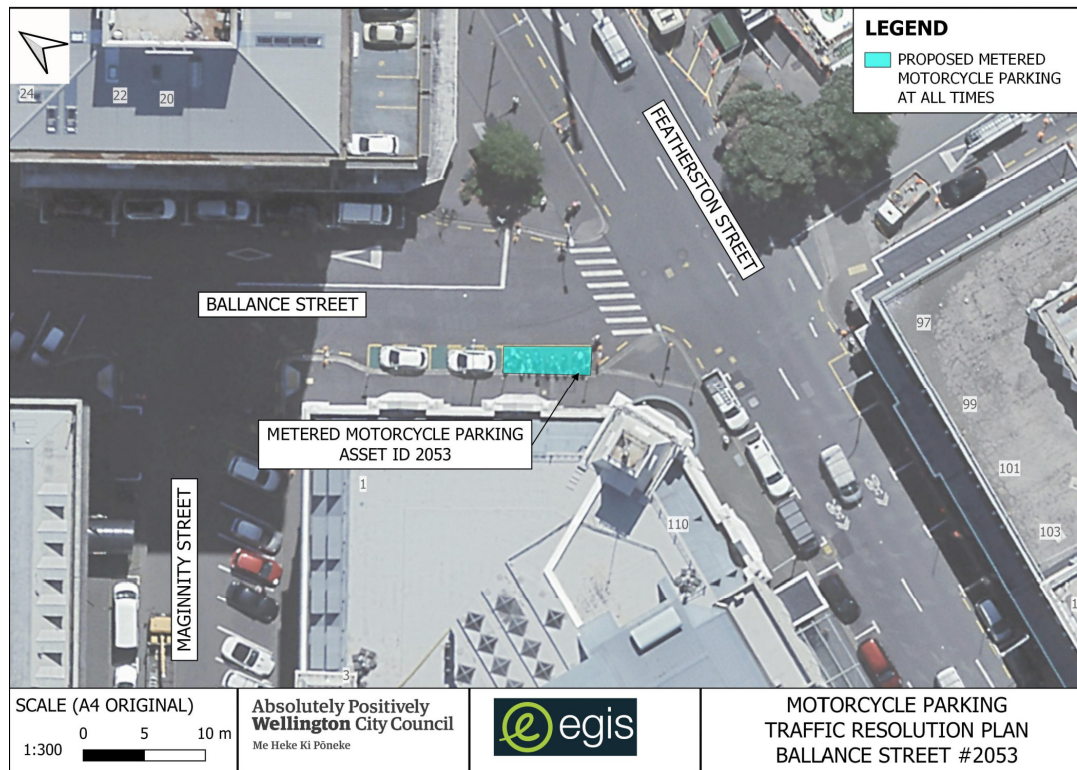 LEGEND
PROPOSED METERED
MOTORCYCLE PARKING
AT ALL TIMES
24
22
20
FEATHERSTON STREET
BALLANCE STREET
97
99
101
103
METERED MOTORCYCLE PARKING
ASSET ID 2053
1
110
MAGINNITY STREET
3
SCALE (A4 ORIGINAL)
0 5 10 m
1:300
Absolutely Positively
Wellington City Council
Me Heke Ki Pōneke
egis
MOTORCYCLE PARKING
TRAFFIC RESOLUTION PLAN
BALLANCE STREET #2053